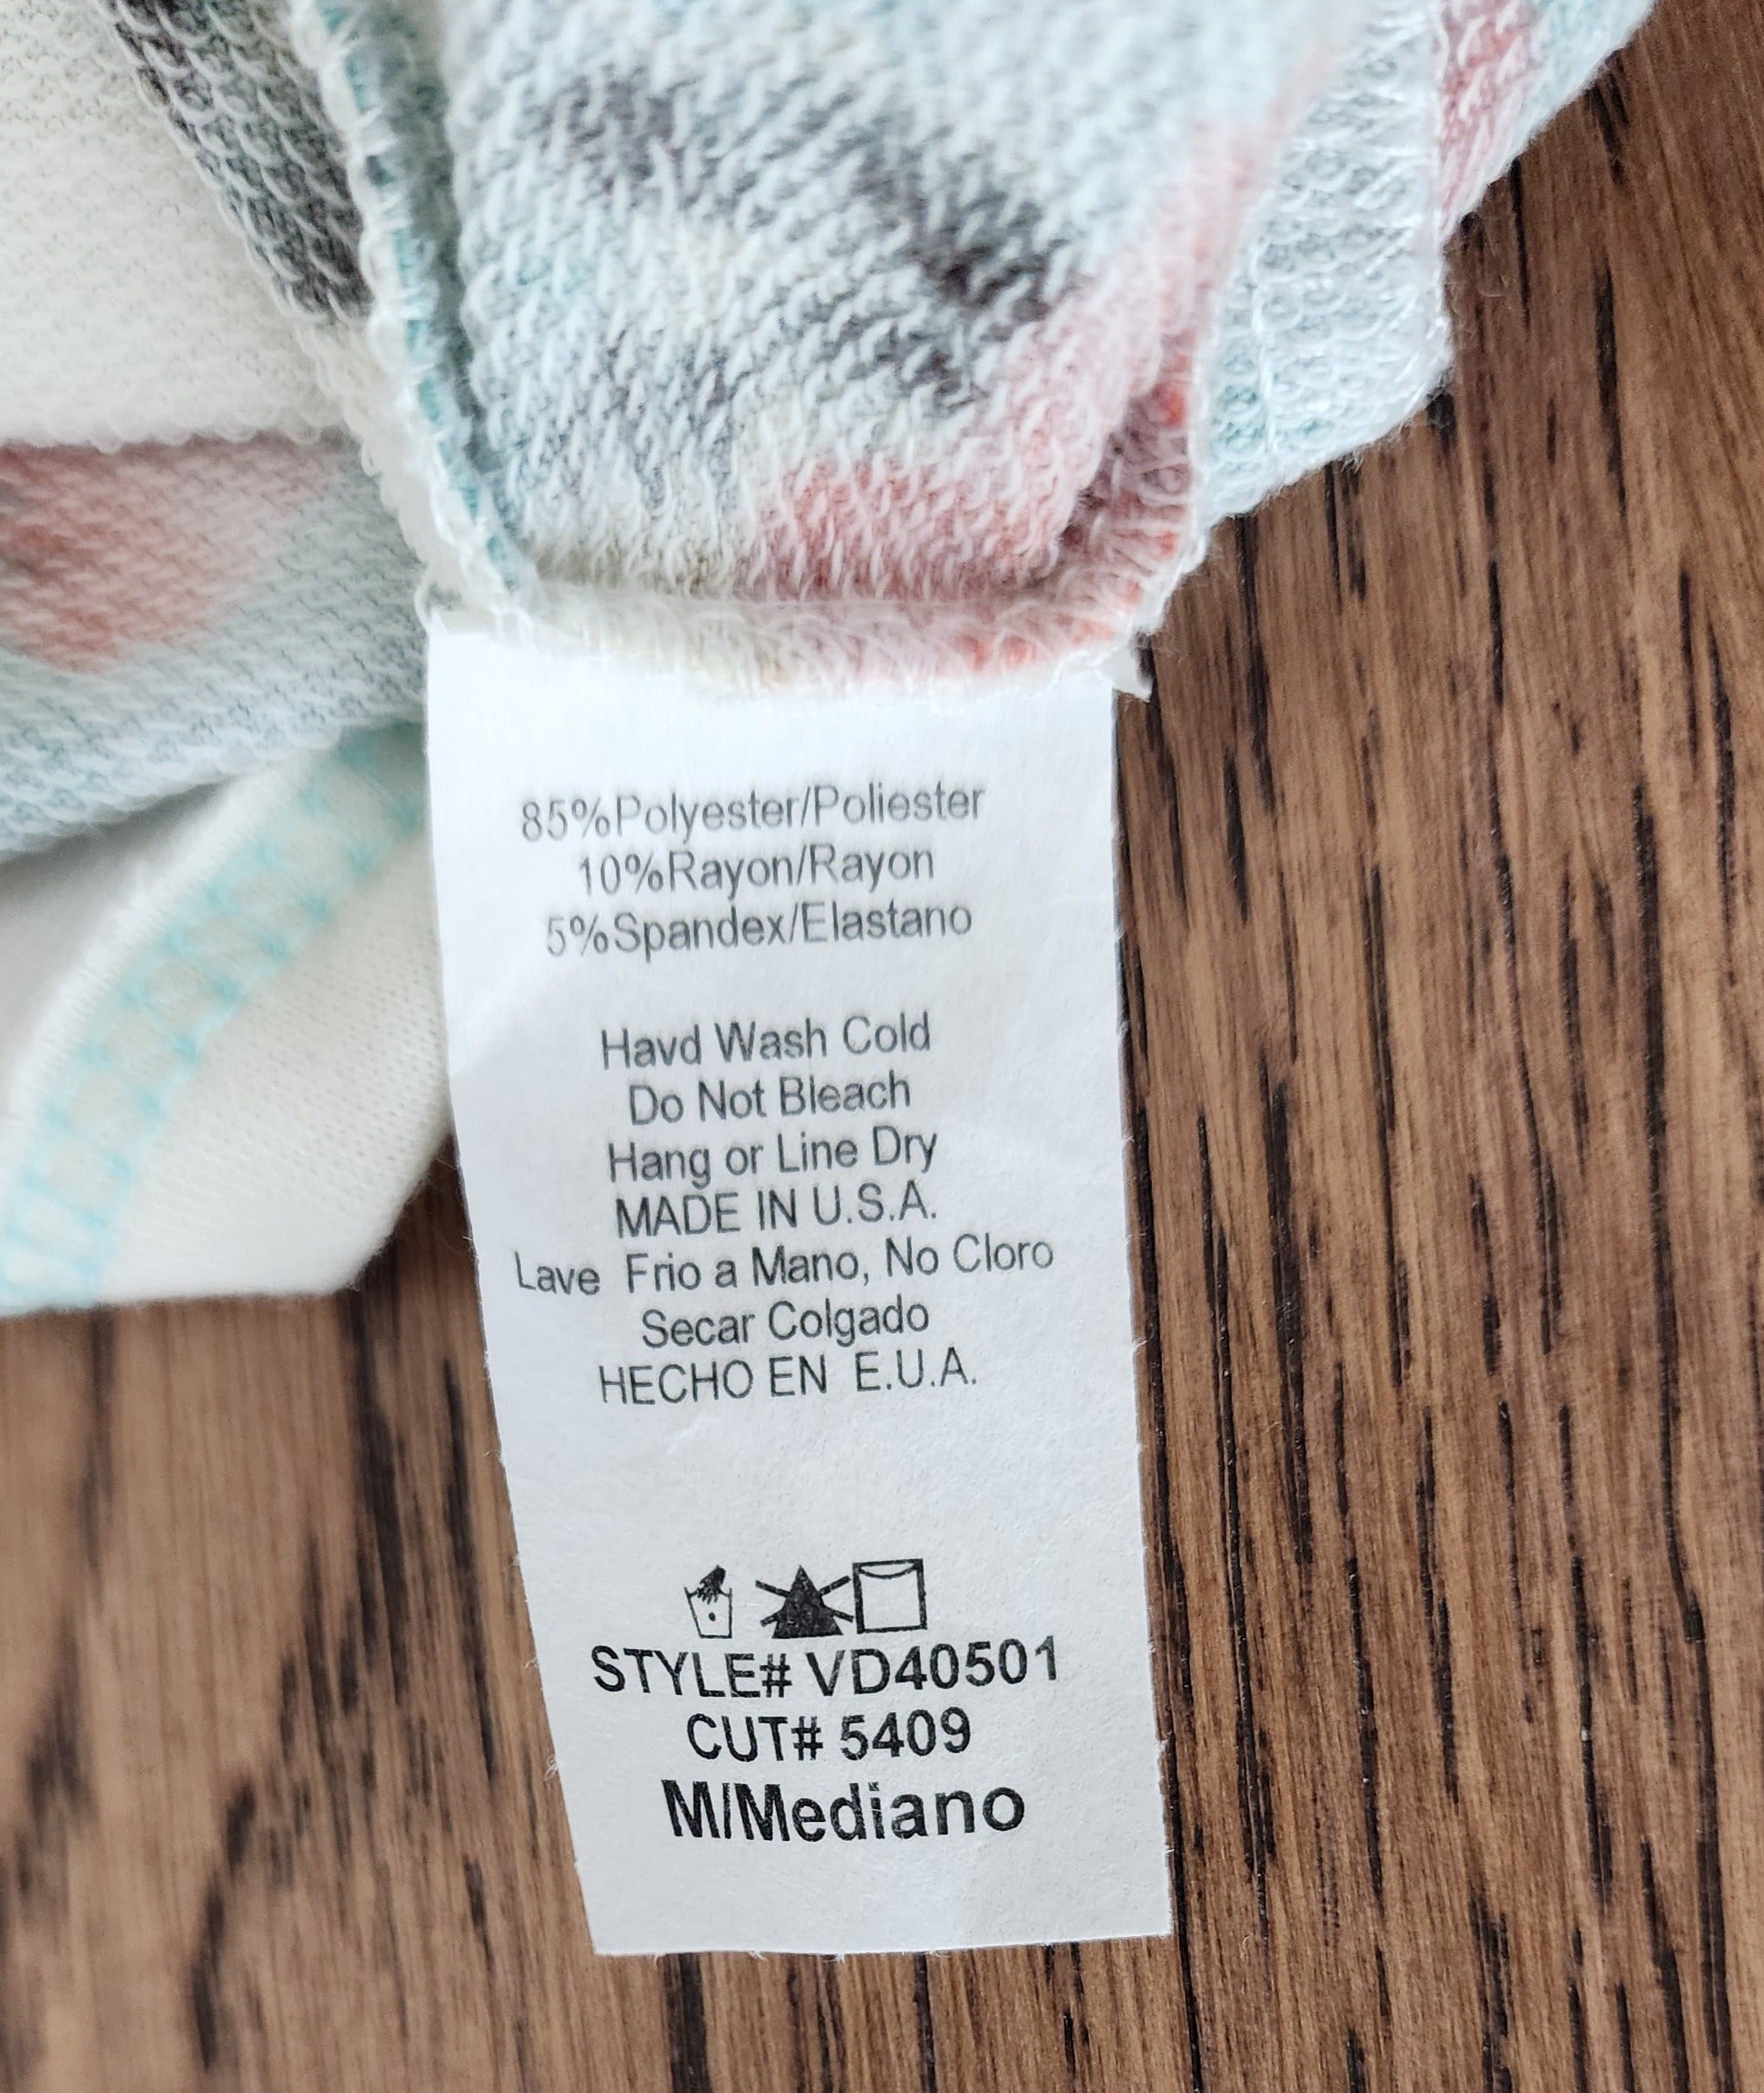 85%Polyester/Poliester
10%Rayon/Rayon
5%Spandex/Elastano
Havd Wash Cold
Do Not Bleach
Hang or Line Dry
MADE IN U.S.A.
Lave Frio a Mano, No Cloro
Secar Colgado
HECHO EN E.U.A.
STYLE# VD40501
CUT# 5409
M/Mediano